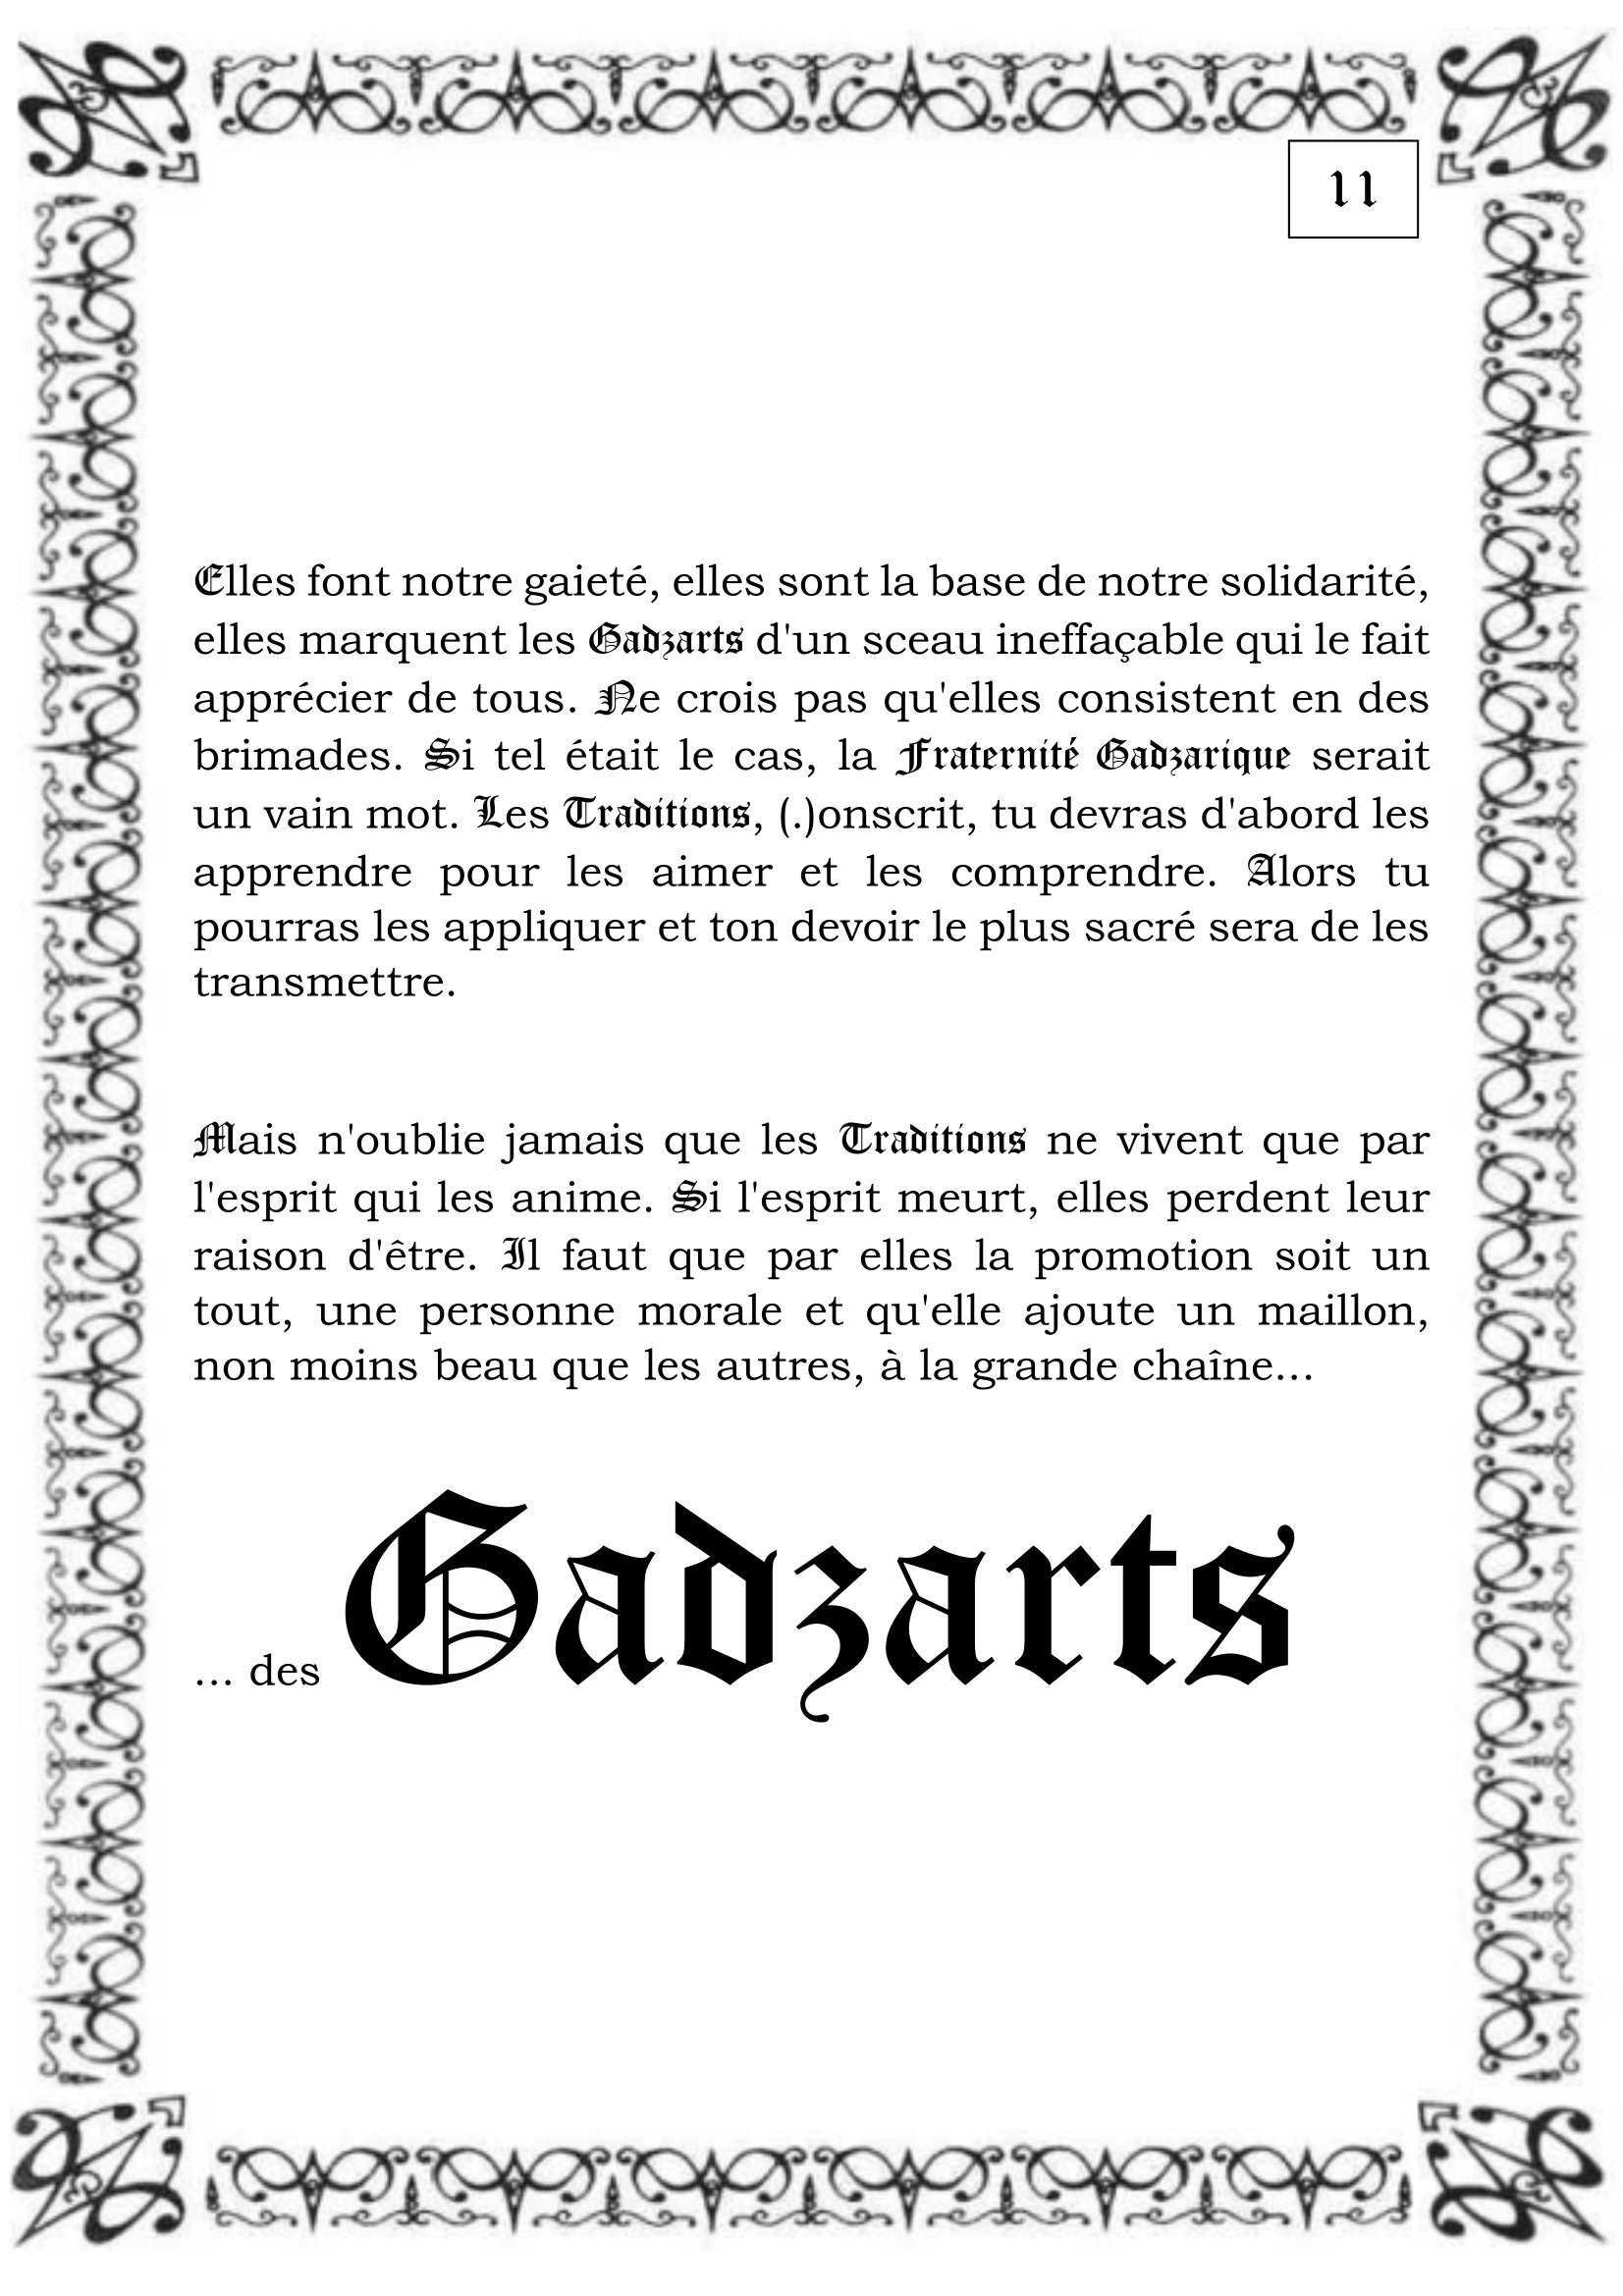 11
Elles font notre gaieté, elles sont la base de notre solidarité,
elles marquent les Gadzarts d'un sceau ineffaçable qui le fait
apprécier de tous. Ne crois pas qu'elles consistent en des
brimades. Si tel était le cas, la Fraternité Gadzarique serait
un vain mot. Les Traditions, (.)onscrit, tu devras d'abord les
apprendre pour les aimer et les comprendre. Alors tu
pourras les appliquer et ton devoir le plus sacré sera de les
transmettre.
Mais n'oublie jamais que les Traditions ne vivent que par
l'esprit qui les anime. Si l'esprit meurt, elles perdent leur
raison d'être. Il faut que par elles la promotion soit un
tout, une personne morale et qu'elle ajoute un maillon,
non moins beau que les autres, à la grande chaîne...
... des Gadzarts